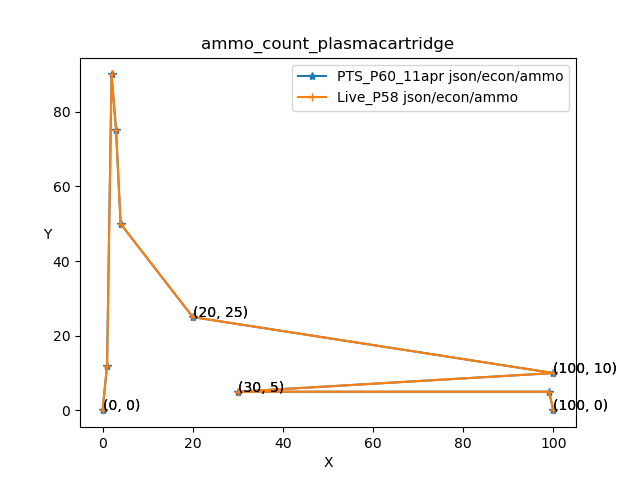 ammo_count_plasmacartridge
PTS_P60_11apr json/econ/ammo
Live_P58 json/econ/ammo
80
60
Y
40
(20, 25)
20
(100, 10)
(30, 5)
0
(0, 0)
(100, 0)
0 20 40 60 80 100
X